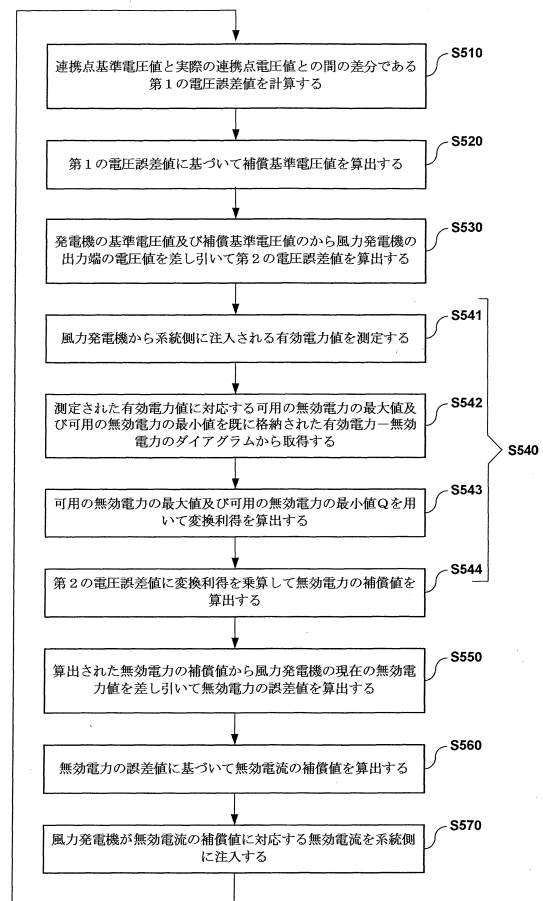 S510
連携点基準電圧値と実際の連携点電圧値との間の差分である
第１の電圧誤差値を計算する
S520
第１の電圧誤差値に基づいて補償基準電圧値を算出する
S530
発電機の基準電圧値及び補償基準電圧値のから風力発電機の
出力端の電圧値を差し引いて第２の電圧誤差値を算出する
S541
風力発電機から系統側に注入される有効電力値を測定する
S542
測定された有効電力値に対応する可用の無効電力の最大値及
び可用の無効電力の最小値を既に格納された有効電力－無効
電力のダイアグラムから取得する
S540
S543
可用の無効電力の最大値及び可用の無効電力の最小値Ｑを用
いて変換利得を算出する
S544
第２の電圧誤差値に変換利得を乗算して無効電力の補償値を
算出する
S550
算出された無効電力の補償値から風力発電機の現在の無効電
力値を差し引いて無効電力の誤差値を算出する
S560
無効電力の誤差値に基づいて無効電流の補償値を算出する
S570
風力発電機が無効電流の補償値に対応する無効電流を系統側
に注入する